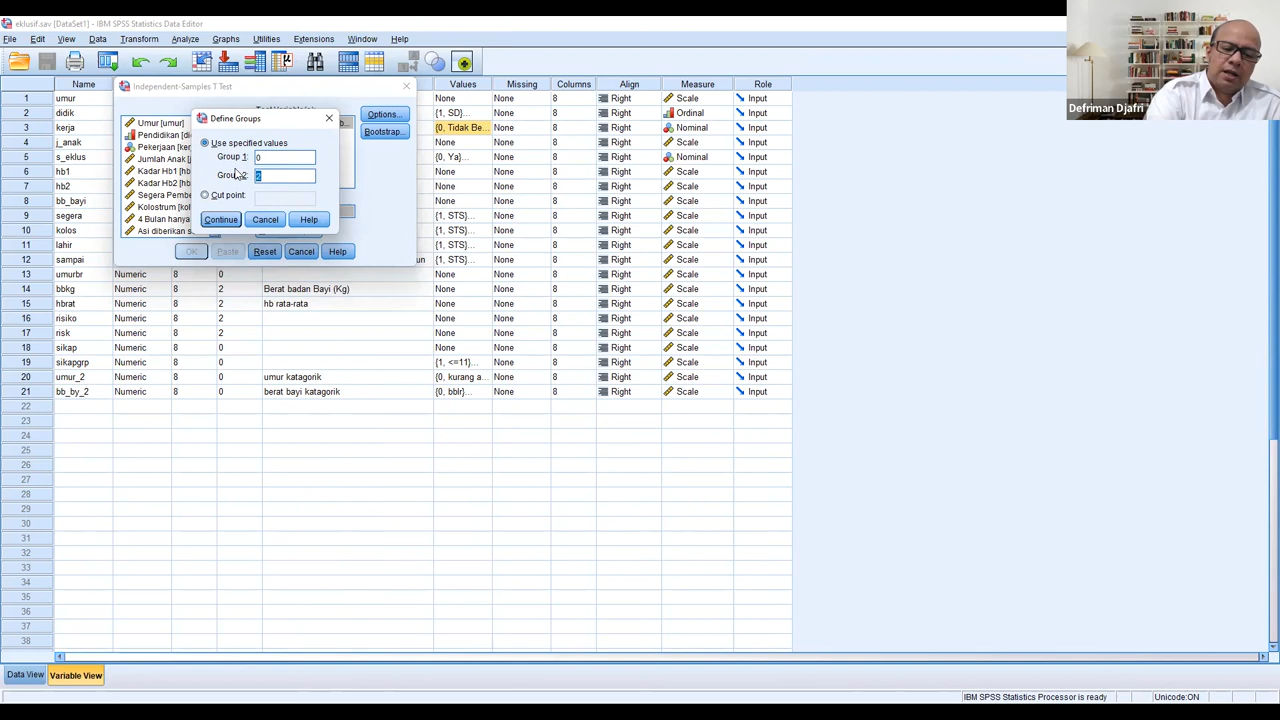 eklusif.sav [DataSet1] - IBM SPSS Statistics Data Editor
File Edit View Data Transform Analyze Graphs Utilities Extensions Window Help
Name Values Missing Columns Align Measure Role
Independent-Samples T Test
Options...
Bootstrap...
Umur [umur]
Pendidikan [di
Pekerjaan [ker
Jumlah Anak [j
Kadar Hb1 [hb
Kadar Hb2 [hb
Segera Pembe
Kolostrum [kol
4 Bulan hanya
Asi diberikan s
OK Paste Reset Cancel Help
Define Groups
Use specified values
Group 1: 0
Group 2: 2
Cut point:
Continue Cancel Help
1 umur None None 8 Right Scale Input
2 didik {1, SD}... None 8 Right Ordinal Input
3 kerja {0, Tidak Be... None 8 Right Nominal Input
4 j_anak None None 8 Right Scale Input
5 s_eklus {0, Ya}... None 8 Right Nominal Input
6 hb1 None None 8 Right Scale Input
7 hb2 None None 8 Right Scale Input
8 bb_bayi None None 8 Right Scale Input
9 segera {1, STS}... None 8 Right Scale Input
10 kolos {1, STS}... None 8 Right Scale Input
11 lahir {1, STS}... None 8 Right Scale Input
12 sampai un {1, STS}... None 8 Right Scale Input
13 umurbr Numeric 8 0 None None 8 Right Scale Input
14 bbkg Numeric 8 2 Berat badan Bayi (Kg) None None 8 Right Scale Input
15 hbrat Numeric 8 2 hb rata-rata None None 8 Right Scale Input
16 risiko Numeric 8 2 None None 8 Right Scale Input
17 risk Numeric 8 2 None None 8 Right Scale Input
18 sikap Numeric 8 0 None None 8 Right Scale Input
19 sikapgrp Numeric 8 0 {1, <=11}... None 8 Right Scale Input
20 umur_2 Numeric 8 0 umur katagorik {0, kurang a... None 8 Right Scale Input
21 bb_by_2 Numeric 8 0 berat bayi katagorik {0, bblr}... None 8 Right Scale Input
22
23
24
25
26
27
28
29
30
31
32
33
34
35
36
37
38
Data View Variable View
IBM SPSS Statistics Processor is ready Unicode:ON
Defriman Djafri